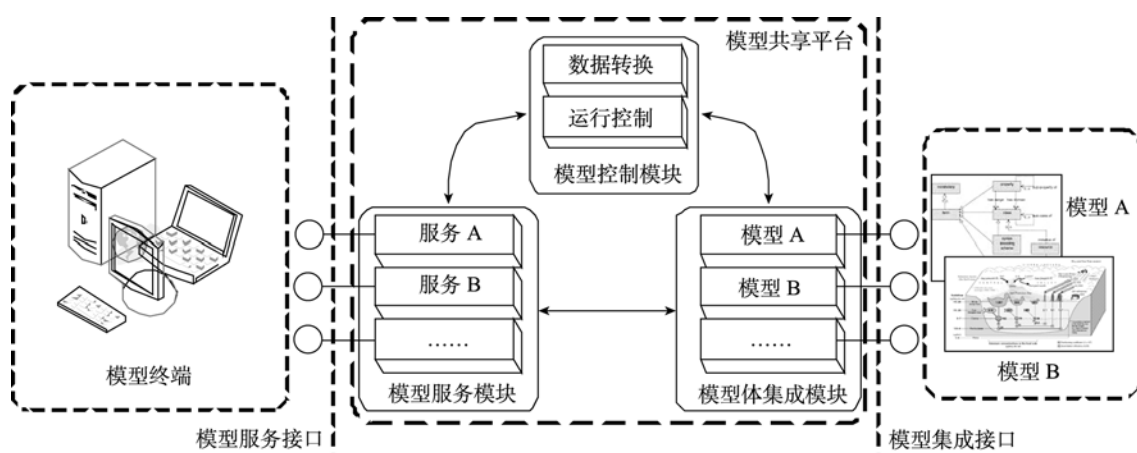 模型共享平台
数据转换
运行控制
模型控制模块
服务 A
服务 B
……
模型服务模块
模型 A
模型 B
……
模型体集成模块
模型终端
模型服务接口
模型集成接口
模型 A
模型 B